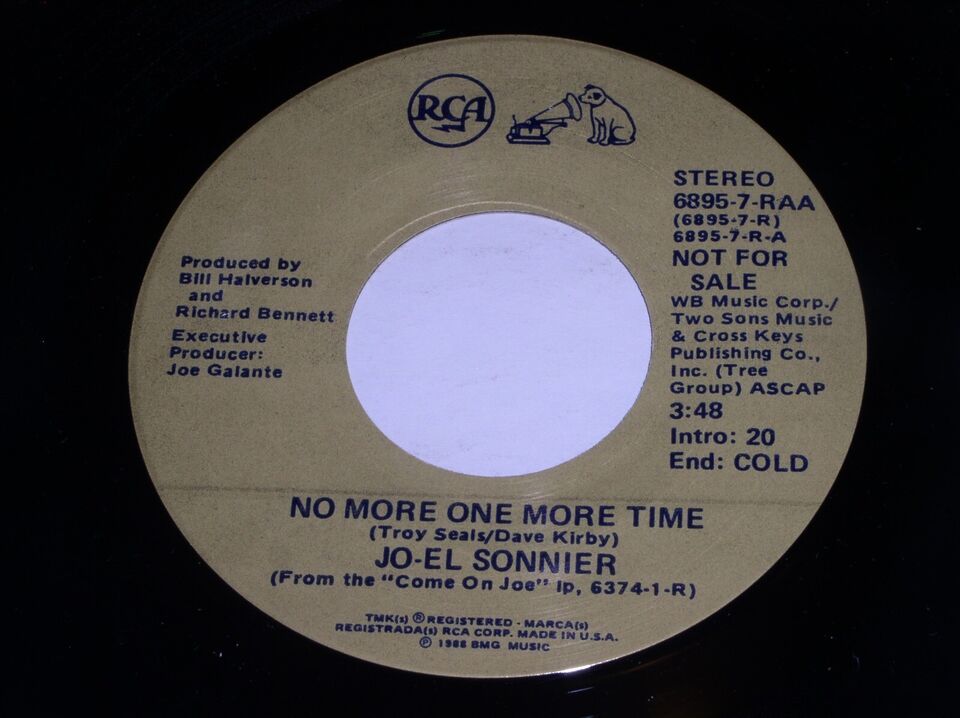 RCA
STEREO
6895-7-RAA
(6895-7-R)
6895-7-R-A
NOT FOR
SALE
WB Music Corp./
Two Sons Music
& Cross Keys
Publishing Co.,
Inc. (Tree
Group) ASCAP
3:48
Intro: 20
End: COLD
Produced by
Bill Halverson
and
Richard Bennett
Executive
Producer:
Joe Galante
NO MORE ONE MORE TIME
(Troy Seals/Dave Kirby)
JO-EL SONNIER
(From the "Come On Joe" lp, 6374-1-R)
TMK(s) ® REGISTERED - MARCA(s)
REGISTRADA(s) RCA CORP. MADE IN U.S.A.
℗ 1988 BMG MUSIC